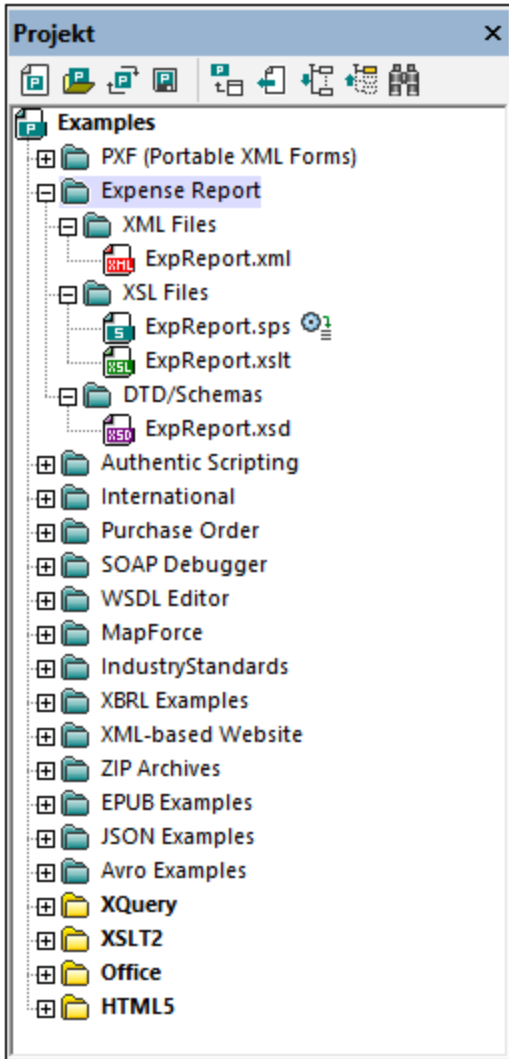 Projekt
Examples
PXF (Portable XML Forms)
Expense Report
XML Files
ExpReport.xml
XSL Files
ExpReport.sps
ExpReport.xslt
DTD/Schemas
ExpReport.xsd
Authentic Scripting
International
Purchase Order
SOAP Debugger
WSDL Editor
MapForce
IndustryStandards
XBRL Examples
XML-based Website
ZIP Archives
EPUB Examples
JSON Examples
Avro Examples
XQuery
XSLT2
Office
HTML5